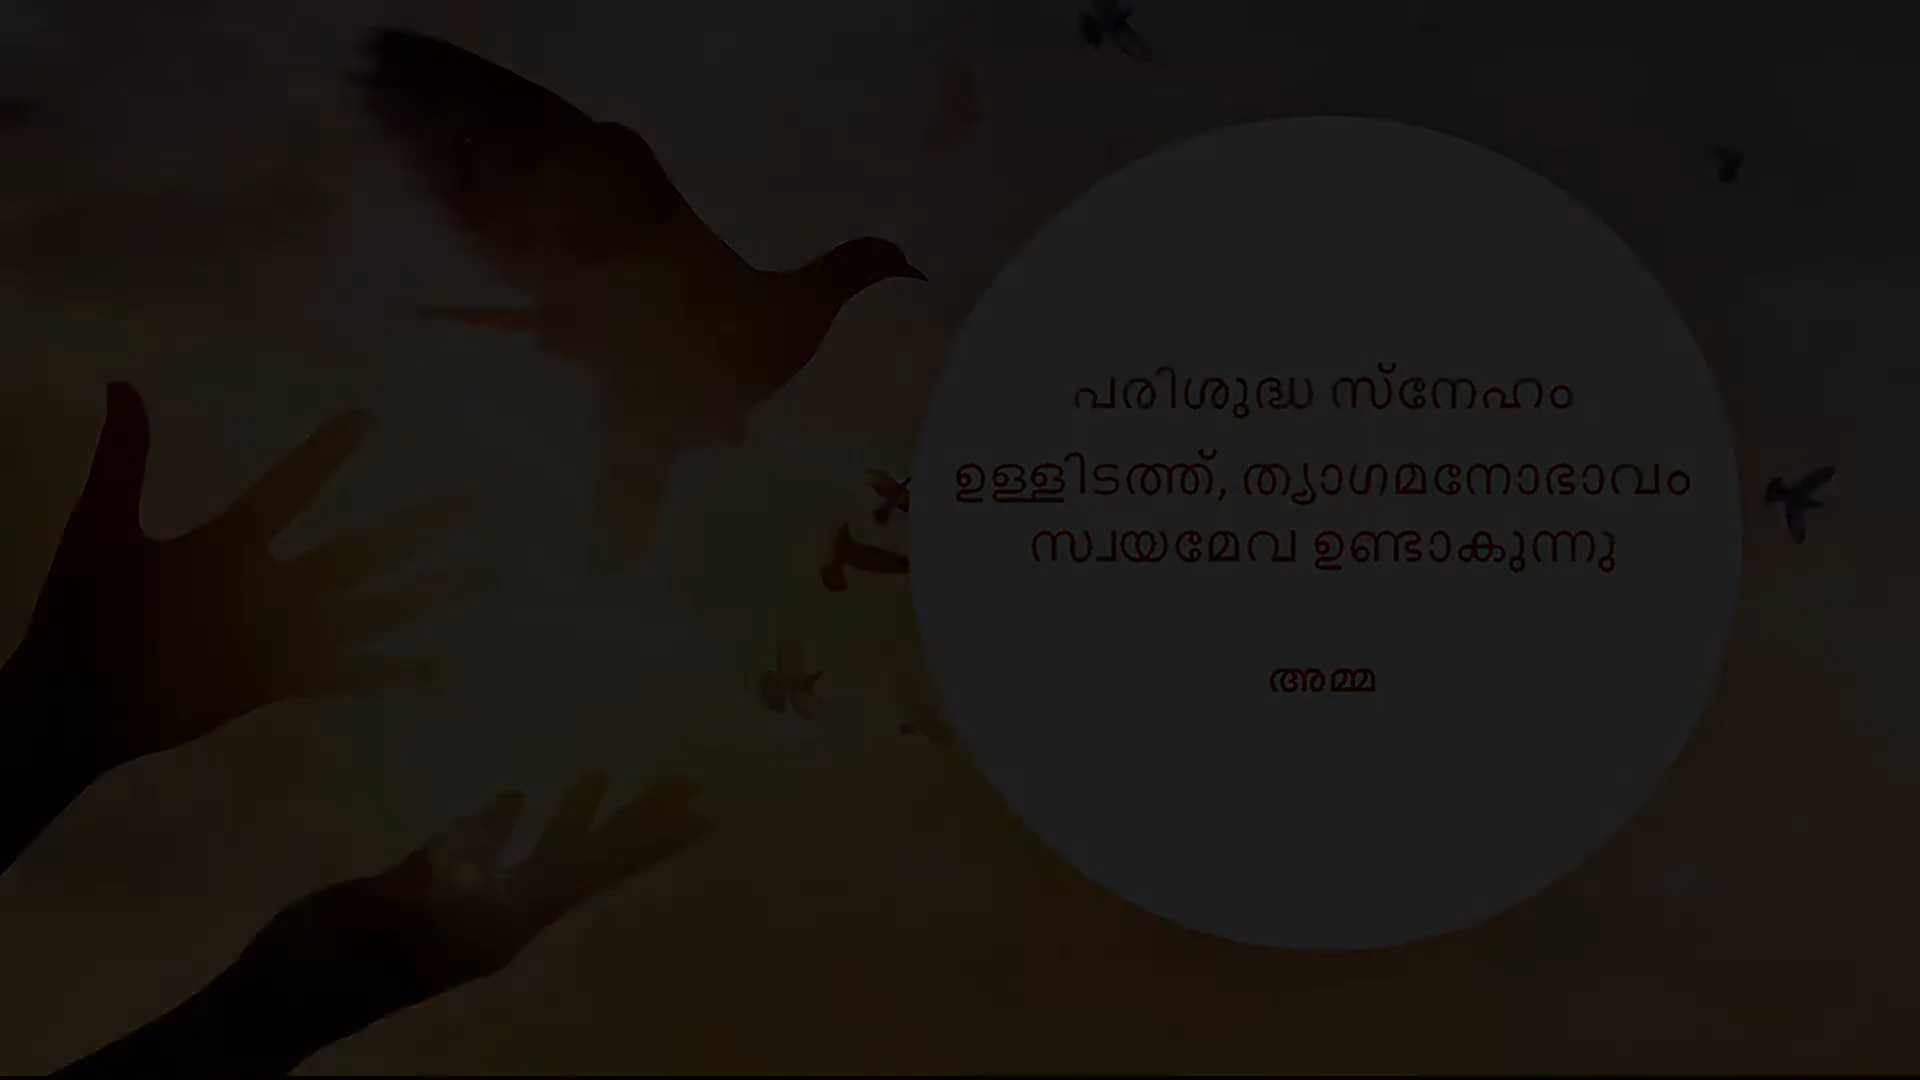 പരിശുദ്ധ സ്നേഹം
ഉള്ളിടത്ത്, ത്യാഗമനോഭാവം
സ്വയമേവ ഉണ്ടാകുന്നു
അമ്മ